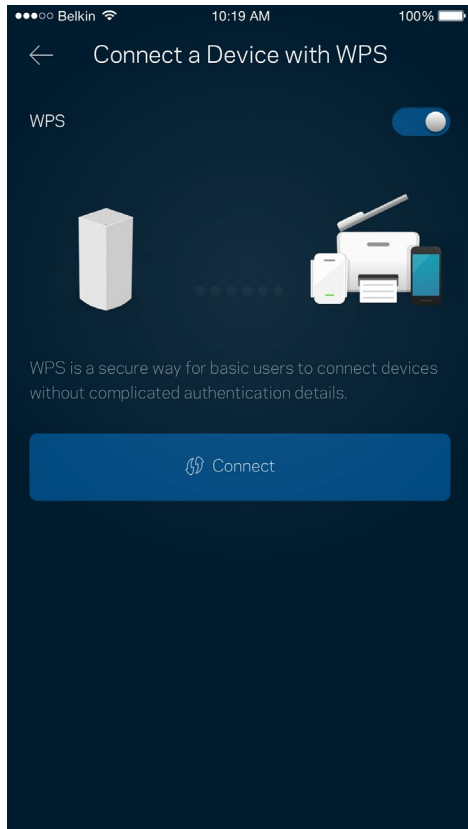 Belkin 10:19 AM 100%
Connect a Device with WPS
WPS
WPS is a secure way for basic users to connect devices
without complicated authentication details.
Connect